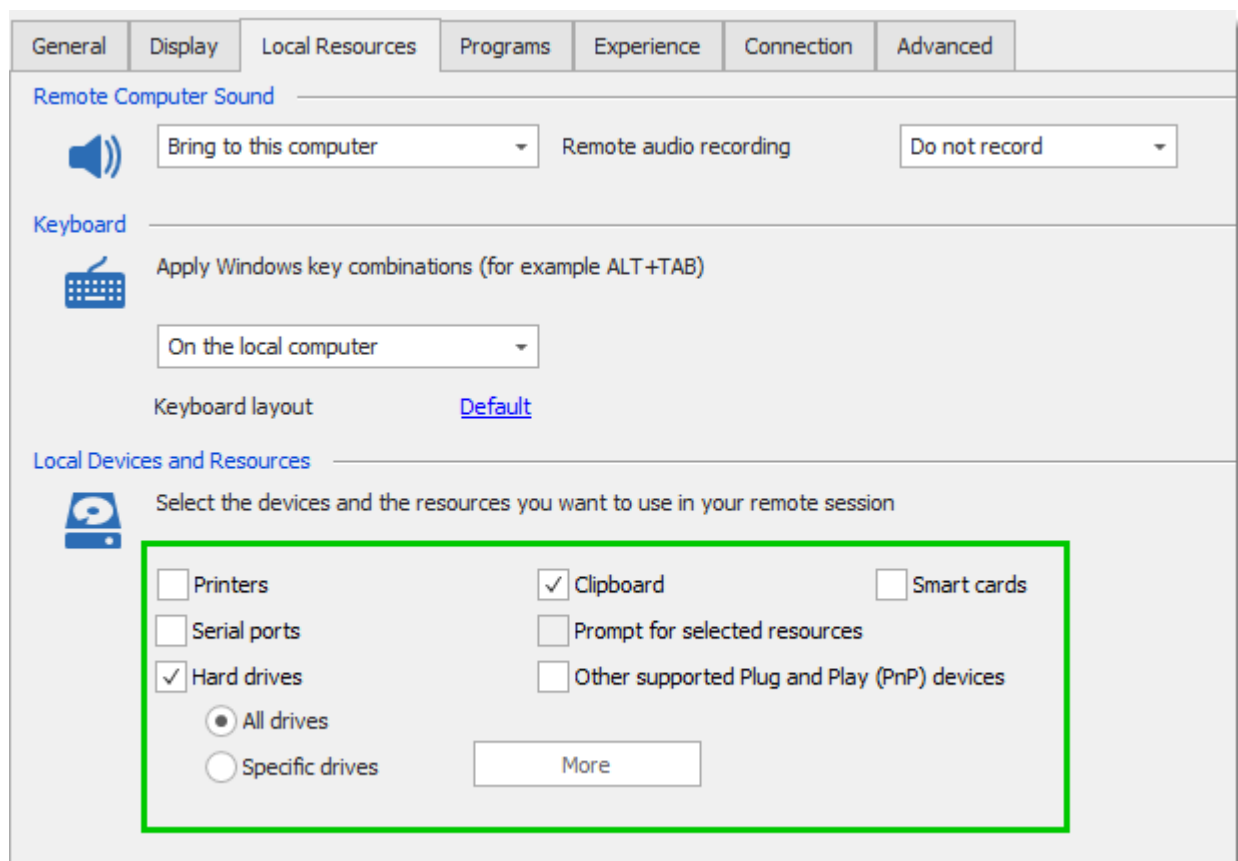 General Display Local Resources Programs Experience Connection Advanced
Remote Computer Sound
Bring to this computer Remote audio recording Do not record
Keyboard
Apply Windows key combinations (for example ALT+TAB)
On the local computer
Keyboard layout Default
Local Devices and Resources
Select the devices and the resources you want to use in your remote session
Printers Clipboard Smart cards
Serial ports Prompt for selected resources
Hard drives Other supported Plug and Play (PnP) devices
All drives
Specific drives More